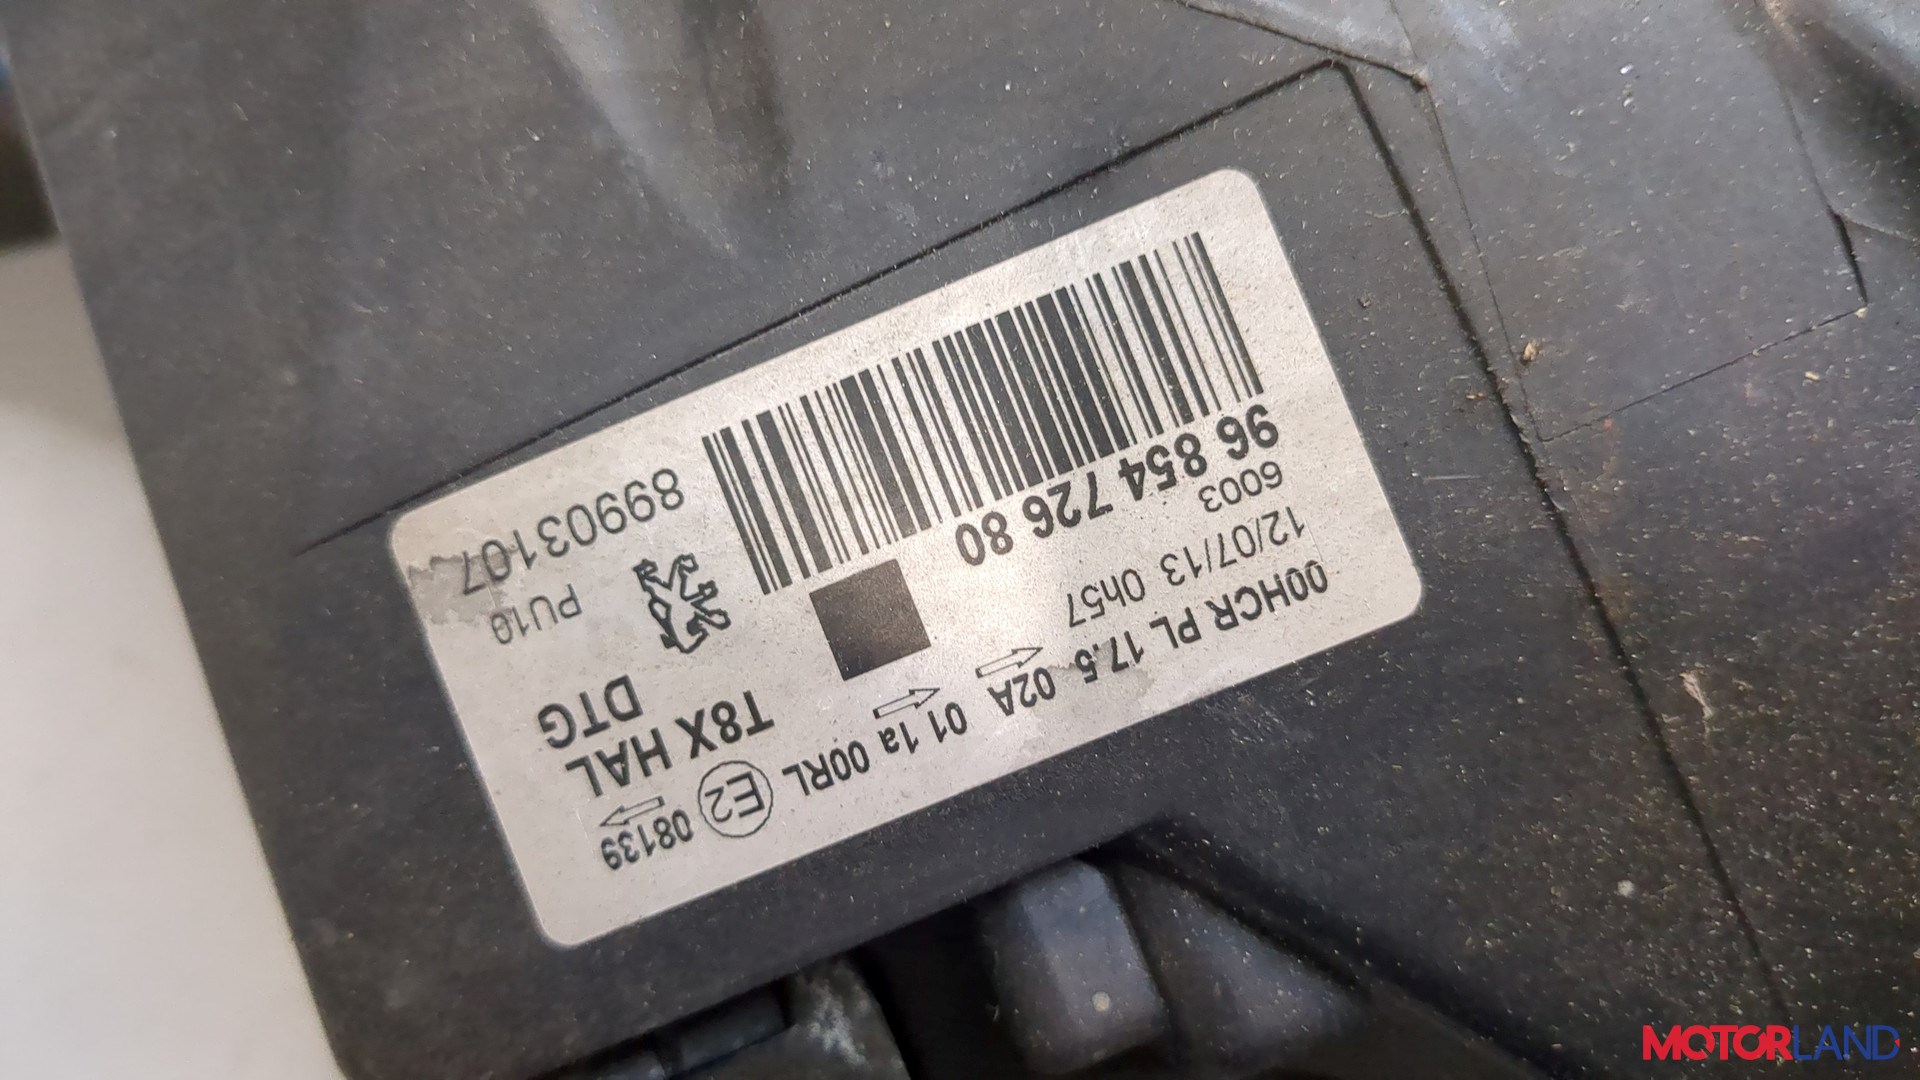 08139 E2 00RL 01 1a 02A 00HCR PL 17.5
T8X HAL
DTG
12/07/13 0h57
6003
PU10
96 854 726 80
89903107
MOTORLAND